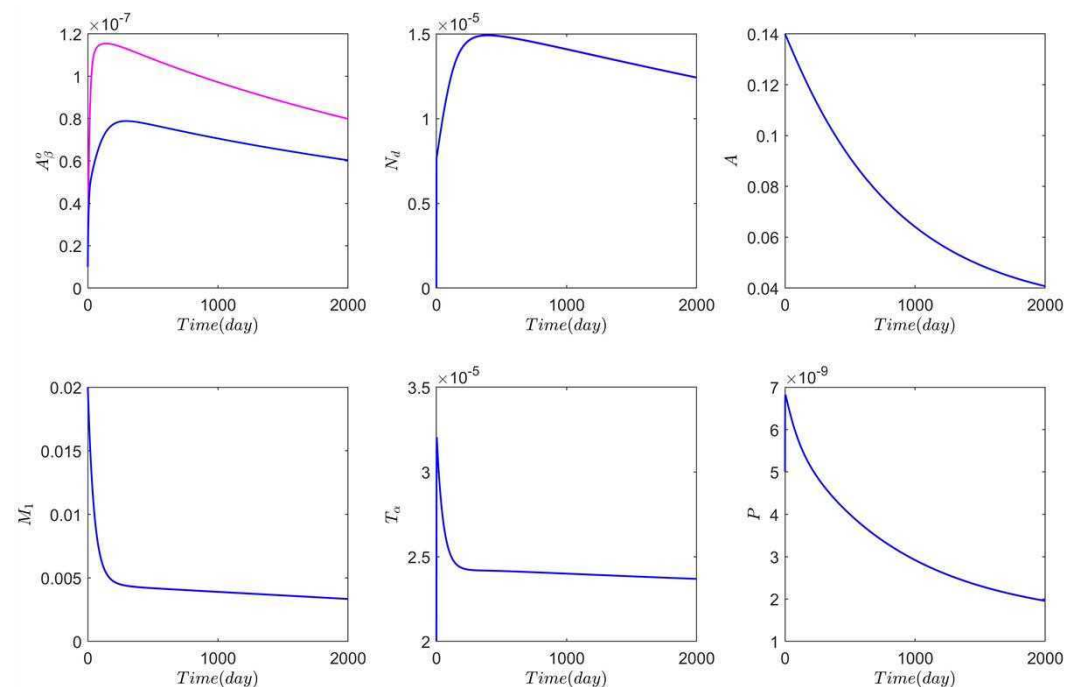 ×10⁻⁷
1.2
1
0.8
0.6
0.4
0.2
0
A_β^o
0 1000 2000
Time(day)
×10⁻⁵
1.5
1
0.5
0
N_d
0 1000 2000
Time(day)
0.14
0.12
0.1
0.08
0.06
0.04
A
0 1000 2000
Time(day)
0.02
0.015
0.01
0.005
0
M_1
0 1000 2000
Time(day)
×10⁻⁵
3.5
3
2.5
2
T_α
0 1000 2000
Time(day)
×10⁻⁹
7
6
5
4
3
2
1
P
0 1000 2000
Time(day)